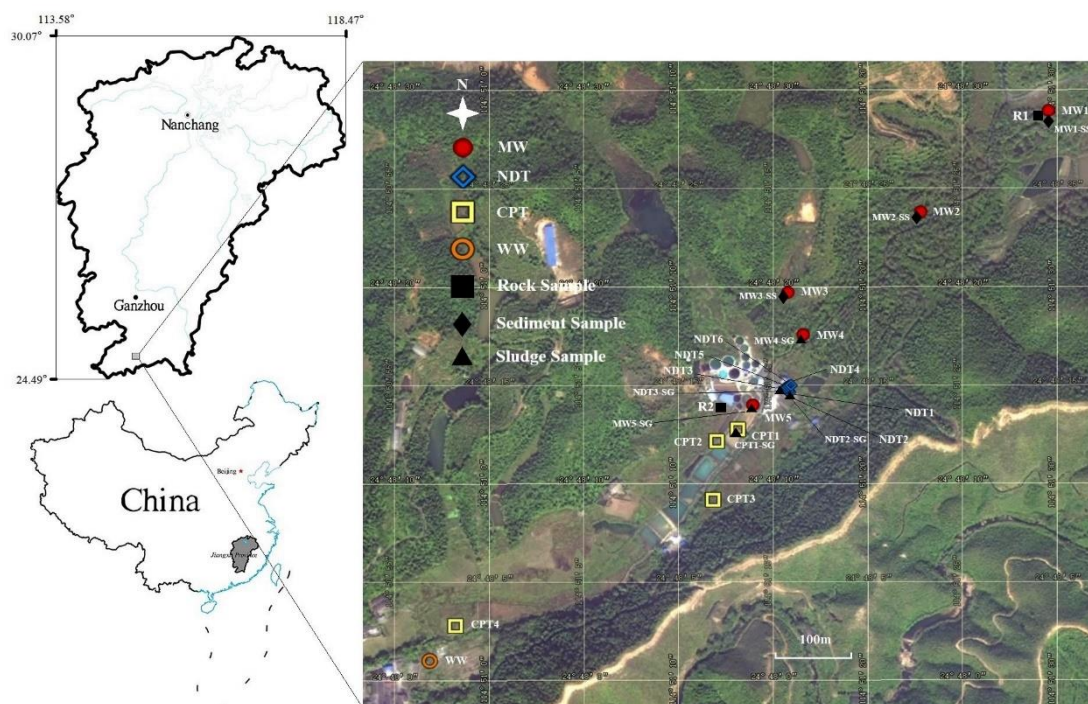 113.58°
118.47°
30.07°
Nanchang
Ganzhou
24.49°
Beijing
China
N
MW
NDT
CPT
WW
Rock Sample
Sediment Sample
Sludge Sample
R1
MW1
MW1-SS
MW2-SS
MW2
MW3-SS
MW3
NDT6
MW4-SG
MW4
NDT5
NDT3
NDT4
NDT3-SG
R2
NDT1
MW5
MW5-SG
CPT2
CPT1
CPT1-SG
NDT2-SG
NDT2
CPT3
CPT4
WW
100m